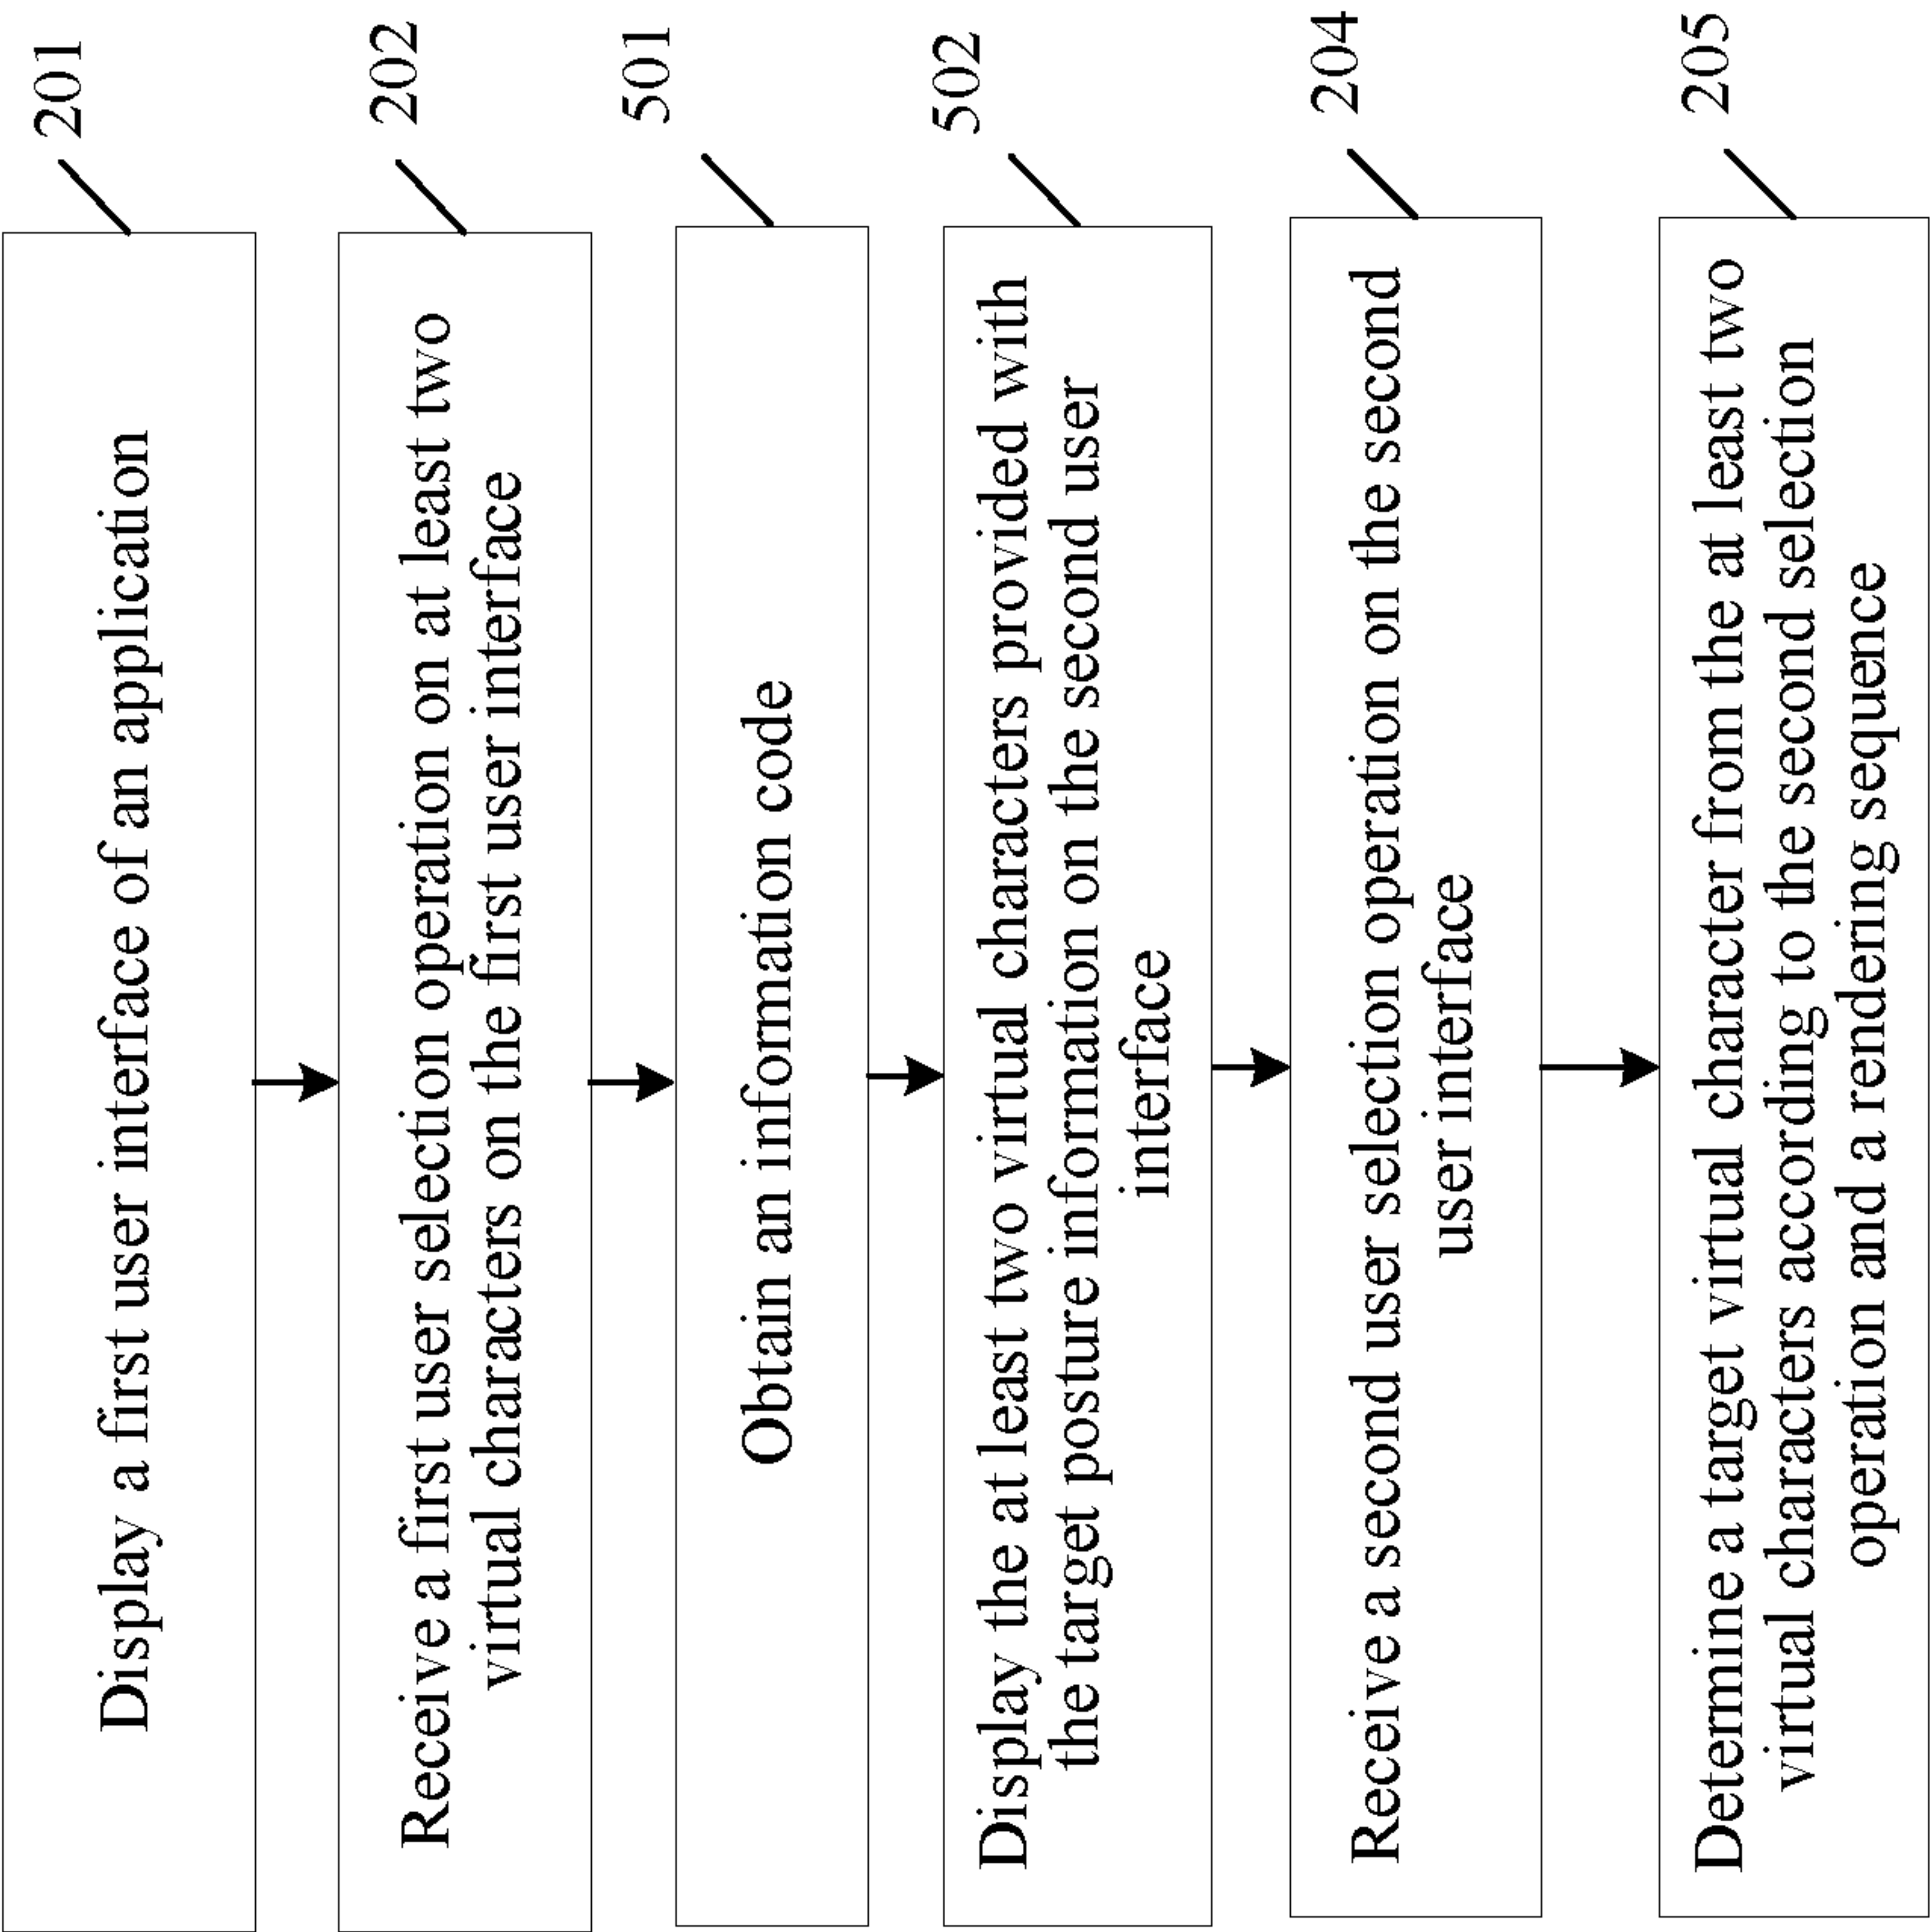 201
Display a first user interface of an application
202
Receive a first user selection operation on at least two
virtual characters on the first user interface
501
Obtain an information code
502
Display the at least two virtual characters provided with
the target posture information on the second user
interface
204
Receive a second user selection operation on the second
user interface
205
Determine a target virtual character from the at least two
virtual characters according to the second selection
operation and a rendering sequence